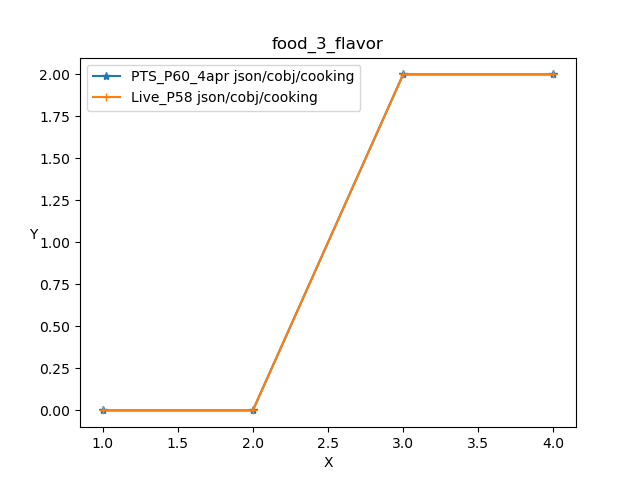 food_3_flavor
PTS_P60_4apr json/cobj/cooking
Live_P58 json/cobj/cooking
2.00
1.75
1.50
1.25
Y
1.00
0.75
0.50
0.25
0.00
1.0 1.5 2.0 2.5 3.0 3.5 4.0
X